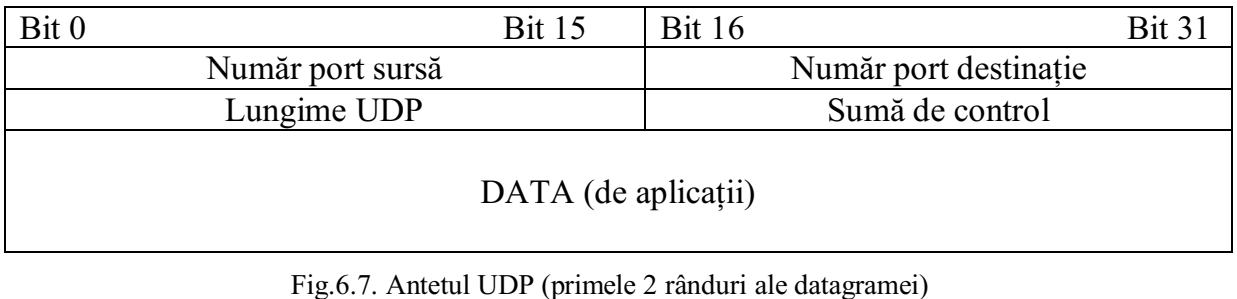 Bit 0 Bit 15 Bit 16 Bit 31
Număr port sursă Număr port destinație
Lungime UDP Sumă de control
DATA (de aplicații)
Fig.6.7. Antetul UDP (primele 2 rânduri ale datagramei)